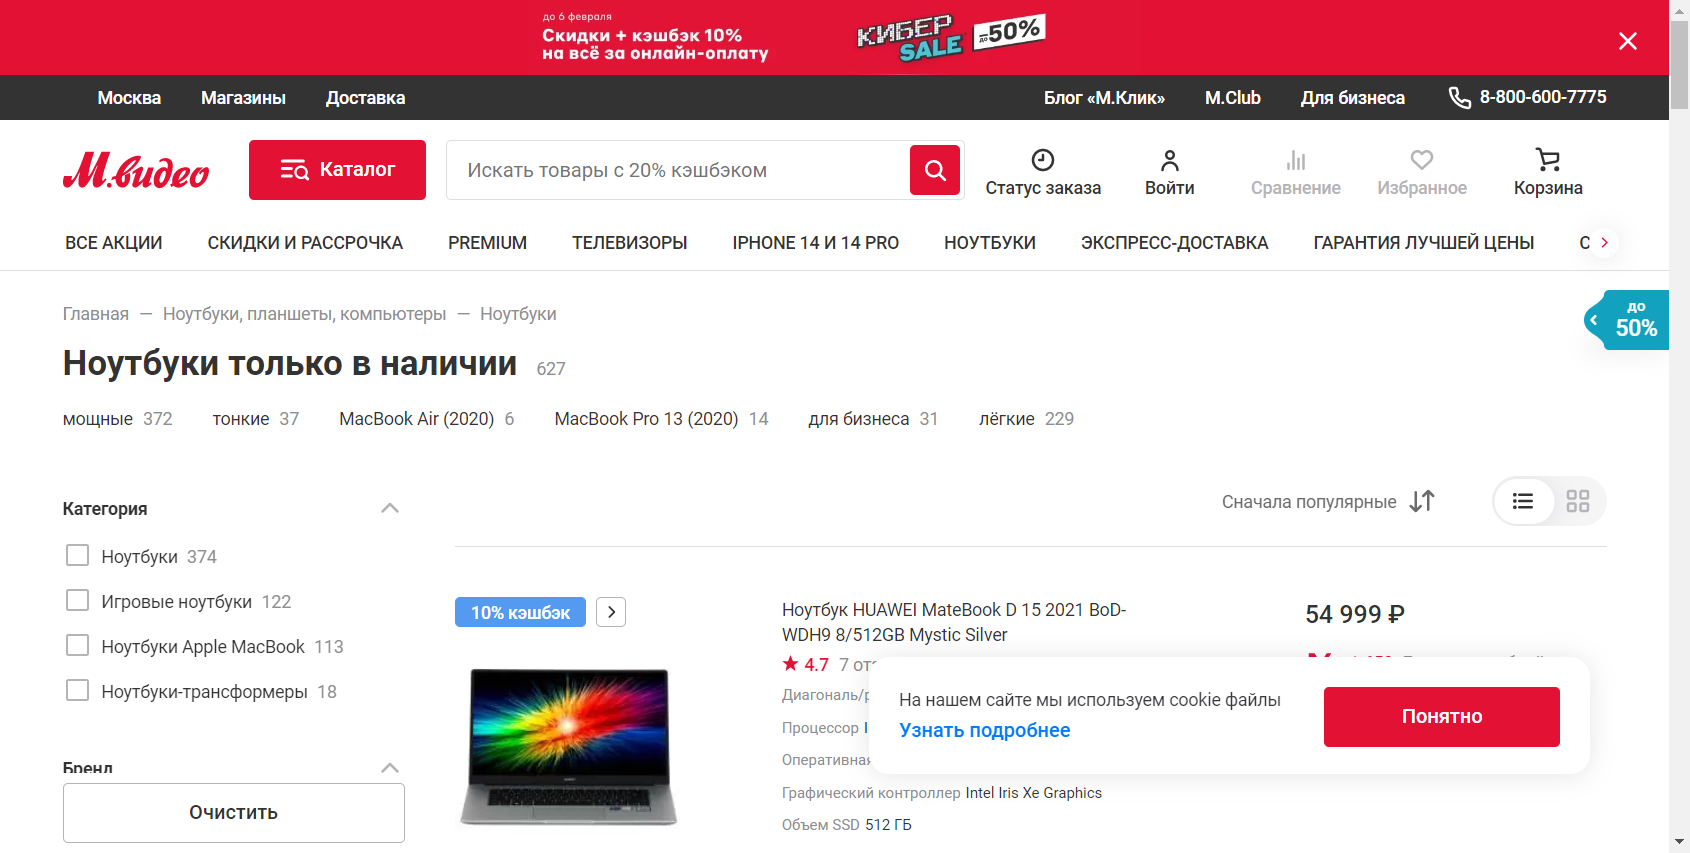 до 6 февраля
Скидки + кэшбэк 10%
на всё за онлайн-оплату
КИБЕР
SALE
до
-50%
Москва Магазины Доставка Блог «М.Клик» M.Club Для бизнеса 8-800-600-7775
М.видео Каталог Искать товары с 20% кэшбэком
Статус заказа Войти Сравнение Избранное Корзина
ВСЕ АКЦИИ СКИДКИ И РАССРОЧКА PREMIUM ТЕЛЕВИЗОРЫ IPHONE 14 И 14 PRO НОУТБУКИ ЭКСПРЕСС-ДОСТАВКА ГАРАНТИЯ ЛУЧШЕЙ ЦЕНЫ
Главная — Ноутбуки, планшеты, компьютеры — Ноутбуки
до
50%
Ноутбуки только в наличии 627
мощные 372 тонкие 37 MacBook Air (2020) 6 MacBook Pro 13 (2020) 14 для бизнеса 31 лёгкие 229
Сначала популярные
Категория
Ноутбуки 374
Игровые ноутбуки 122
Ноутбуки Apple MacBook 113
Ноутбуки-трансформеры 18
Бренд
Очистить
10% кэшбэк
Ноутбук HUAWEI MateBook D 15 2021 BoD-
WDH9 8/512GB Mystic Silver
54 999 ₽
4.7 7
Диагональ/
Процессор
Оперативная
Графический контроллер Intel Iris Xe Graphics
Объем SSD 512 ГБ
На нашем сайте мы используем cookie файлы
Узнать подробнее
Понятно